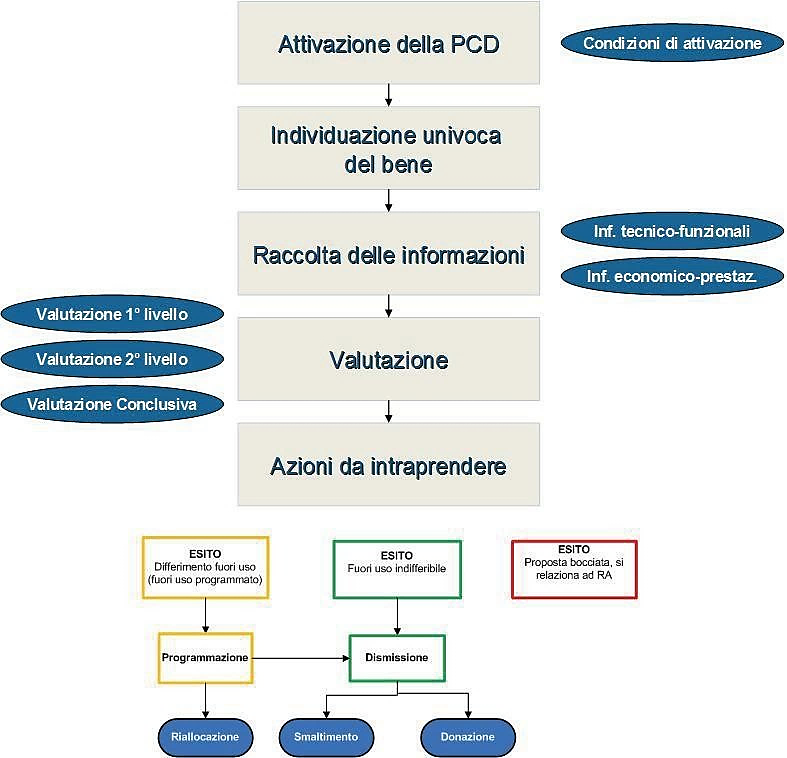 Attivazione della PCD
Condizioni di attivazione
Individuazione univoca
del bene
Raccolta delle informazioni
Inf. tecnico-funzionali
Inf. economico-prestaz.
Valutazione 1° livello
Valutazione 2° livello
Valutazione Conclusiva
Valutazione
Azioni da intraprendere
ESITO
Differimento fuori uso
(fuori uso programmato)
ESITO
Fuori uso indifferibile
ESITO
Proposta bocciata, si
relaziona ad RA
Programmazione
Dismissione
Riallocazione
Smaltimento
Donazione